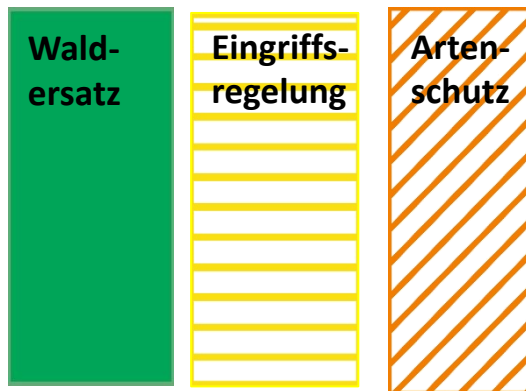 Wald-
ersatz
Eingriffs-
regelung
Arten-
schutz